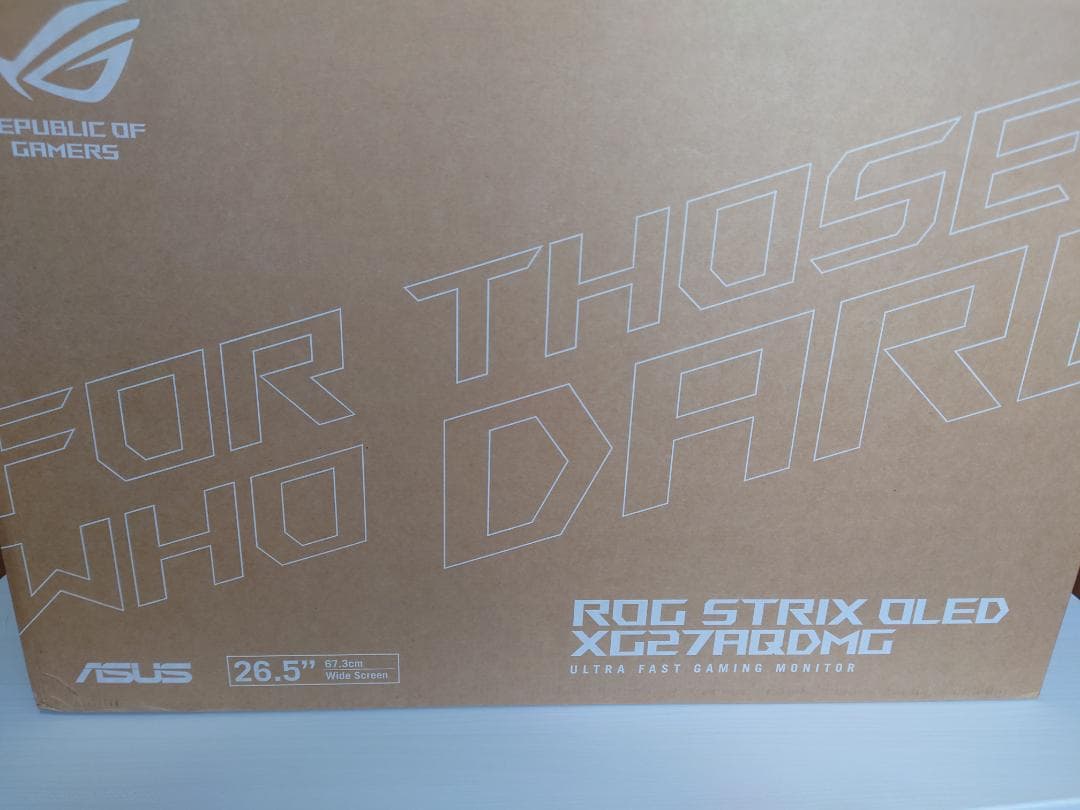 EPUBLIC OF
GAMERS
FOR THOSE
WHO DARE
ROG STRIX OLED
XG27AQDMG
ULTRA FAST GAMING MONITOR
ASUS
26.5”
67.3cm
Wide Screen